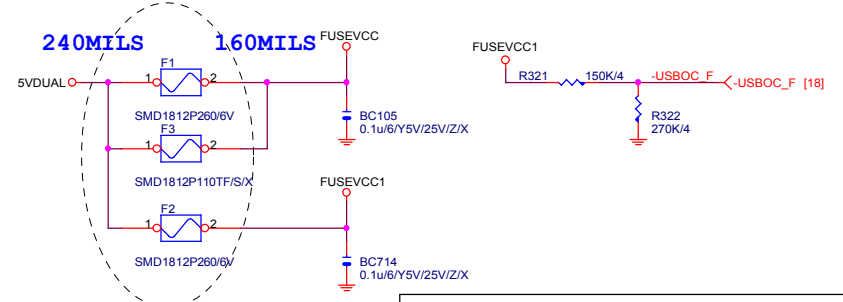 240MILS 160MILS FUSEVCC
FUSEVCC1
5VDUAL 1 F1 2
R321 150K/4 -USBOC_F -USBOC_F [18]
SMD1812P260/6V
BC105
0.1u/6/Y5V/25V/Z/X
R322
270K/4
1 F3 2
SMD1812P110TF/S/X
FUSEVCC1
1 F2 2
SMD1812P260/6V
BC714
0.1u/6/Y5V/25V/Z/X